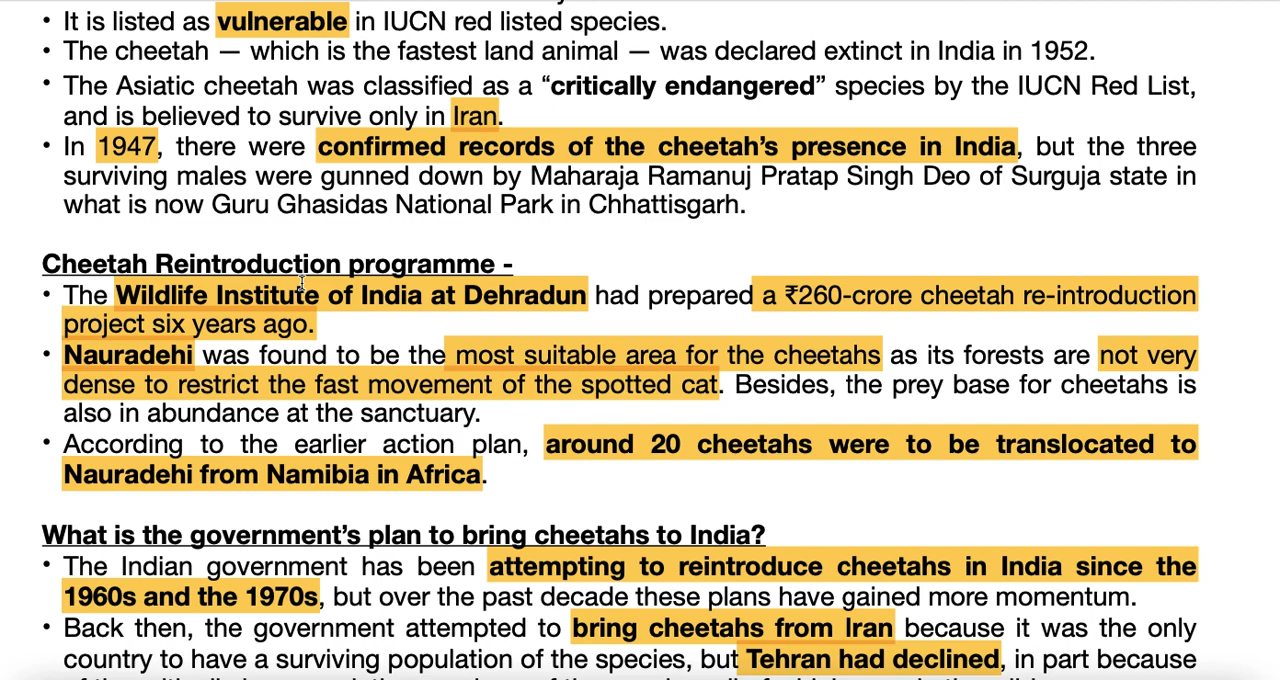 • It is listed as vulnerable in IUCN red listed species.
• The cheetah — which is the fastest land animal — was declared extinct in India in 1952.
• The Asiatic cheetah was classified as a “critically endangered” species by the IUCN Red List,
and is believed to survive only in Iran.
• In 1947, there were confirmed records of the cheetah’s presence in India, but the three
surviving males were gunned down by Maharaja Ramanuj Pratap Singh Deo of Surguja state in
what is now Guru Ghasidas National Park in Chhattisgarh.
Cheetah Reintroduction programme -
• The Wildlife Institute of India at Dehradun had prepared a ₹260-crore cheetah re-introduction
project six years ago.
• Nauradehi was found to be the most suitable area for the cheetahs as its forests are not very
dense to restrict the fast movement of the spotted cat. Besides, the prey base for cheetahs is
also in abundance at the sanctuary.
• According to the earlier action plan, around 20 cheetahs were to be translocated to
Nauradehi from Namibia in Africa.
What is the government’s plan to bring cheetahs to India?
• The Indian government has been attempting to reintroduce cheetahs in India since the
1960s and the 1970s, but over the past decade these plans have gained more momentum.
• Back then, the government attempted to bring cheetahs from Iran because it was the only
country to have a surviving population of the species, but Tehran had declined, in part because